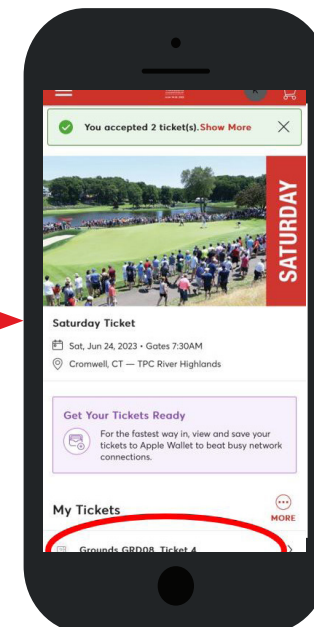 You accepted 2 ticket(s). Show More
SATURDAY
Saturday Ticket
Sat, Jun 24, 2023 • Gates 7:30AM
Cromwell, CT — TPC River Highlands
Get Your Tickets Ready
For the fastest way in, view and save your
tickets to Apple Wallet to beat busy network
connections.
My Tickets
MORE
Grounds GRD08, Ticket 4